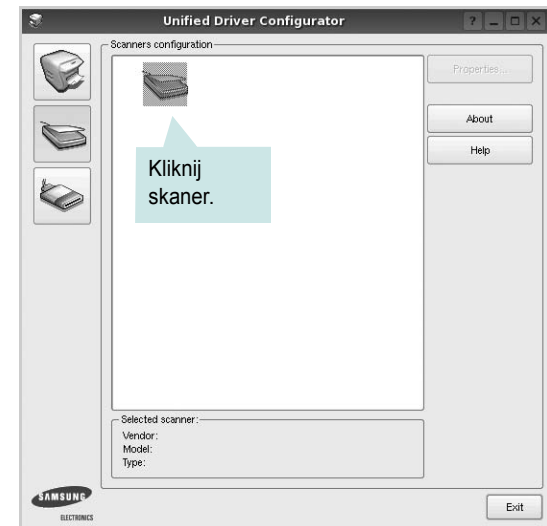 Unified Driver Configurator
Scanners configuration
Properties...
About
Help
Kliknij
skaner.
Selected scanner:
Vendor:
Model:
Type:
SAMSUNG
ELECTRONICS
Exit